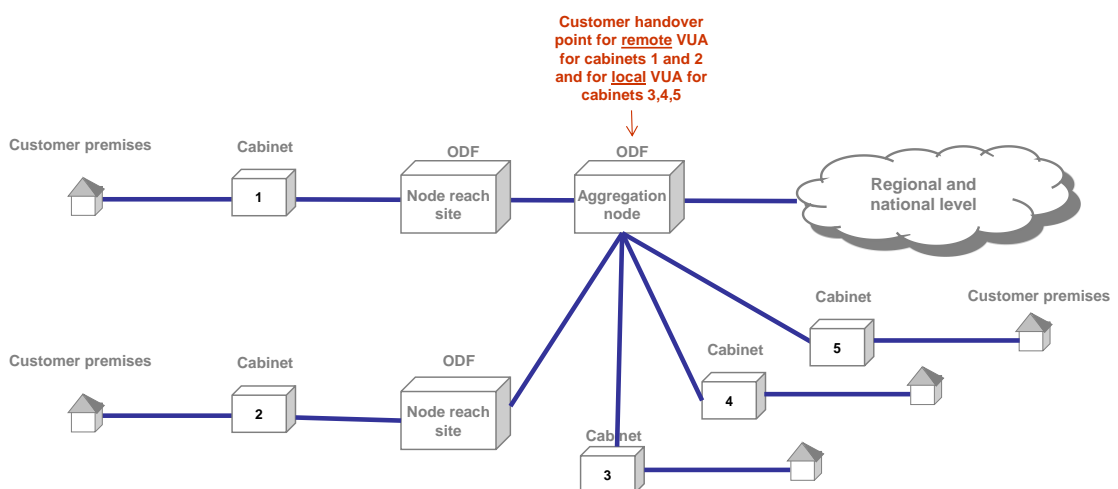 Customer handover
point for remote VUA
for cabinets 1 and 2
and for local VUA for
cabinets 3,4,5
Customer premises
Cabinet
ODF
ODF
1
Node reach
site
Aggregation
node
Regional and
national level
Cabinet
Customer premises
5
Customer premises
Cabinet
ODF
Cabinet
2
Node reach
site
4
Cabinet
3